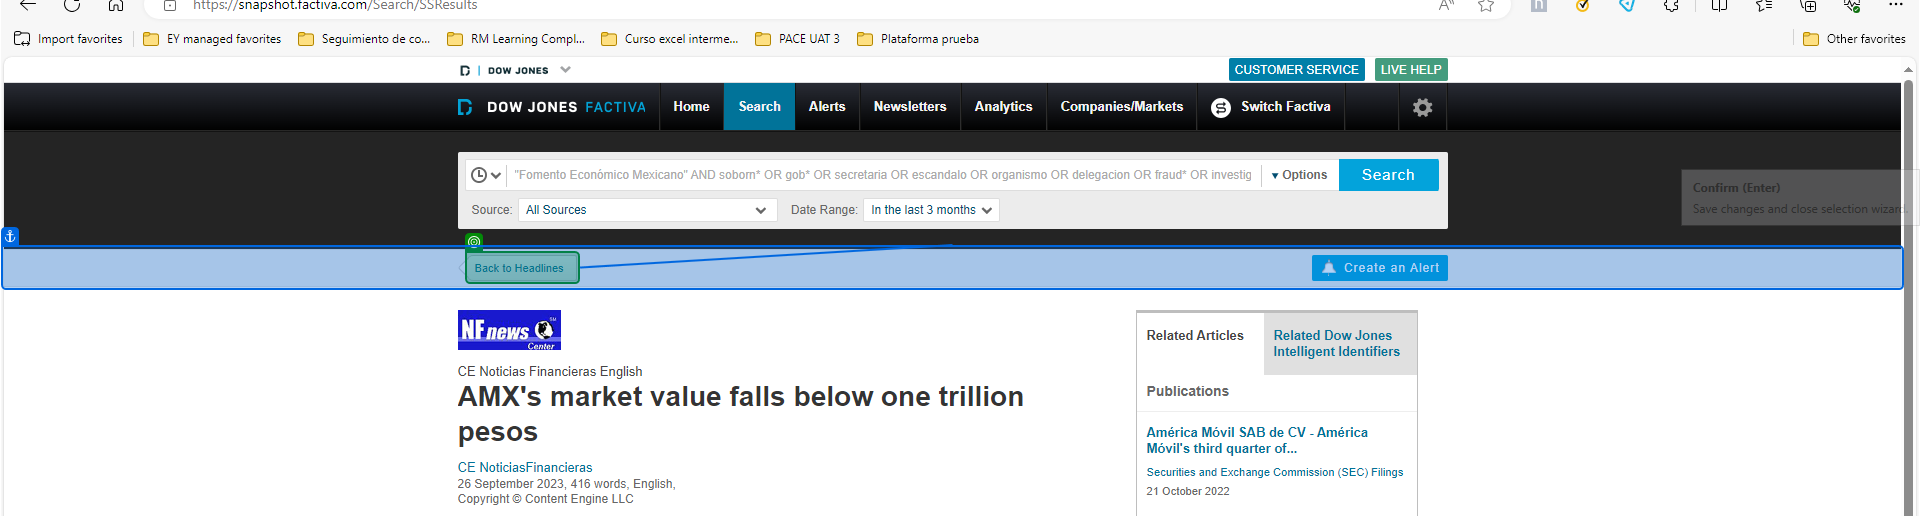 https://snapshot.factiva.com/Search/SSResults
Import favorites
EY managed favorites
Seguimiento de co...
RM Learning Compl...
Curso excel interme...
PACE UAT 3
Plataforma prueba
Other favorites
DOW JONES
CUSTOMER SERVICE
LIVE HELP
DOW JONES FACTIVA
Home
Search
Alerts
Newsletters
Analytics
Companies/Markets
Switch Factiva
"Fomento Económico Mexicano" AND soborn* OR gob* OR secretaria OR escandalo OR organismo OR delegacion OR fraud* OR investig
Options
Search
Confirm (Enter)
Save changes and close selection wizard.
Source:
All Sources
Date Range:
In the last 3 months
Back to Headlines
Create an Alert
NF news
Center
TM
CE Noticias Financieras English
AMX's market value falls below one trillion
pesos
CE NoticiasFinancieras
26 September 2023, 416 words, English,
Copyright © Content Engine LLC
Related Articles
Related Dow Jones
Intelligent Identifiers
Publications
América Móvil SAB de CV - América
Móvil's third quarter of...
Securities and Exchange Commission (SEC) Filings
21 October 2022